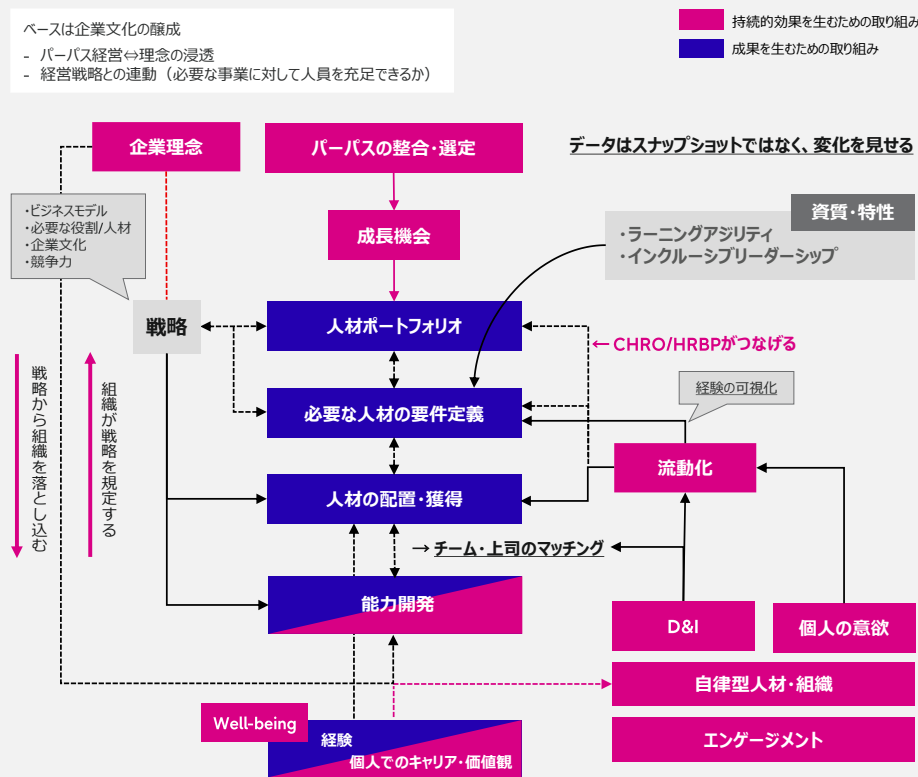 ベースは企業文化の醸成
- パーパス経営⇔理念の浸透
- 経営戦略との連動（必要な事業に対して人員を充足できるか）
持続的効果を生むための取り組み
成果を生むための取り組み
企業理念
パーパスの整合・選定
データはスナップショットではなく、変化を見せる
・ビジネスモデル
・必要な役割/人材
・企業文化
・競争力
成長機会
資質・特性
・ラーニングアジリティ
・インクルーシブリーダーシップ
戦略
人材ポートフォリオ
←CHRO/HRBPがつなげる
戦略から組織を落とし込む
組織が戦略を規定する
必要な人材の要件定義
経験の可視化
流動化
人材の配置・獲得
→ チーム・上司のマッチング
能力開発
D&I
個人の意欲
自律型人材・組織
Well-being
経験
個人でのキャリア・価値観
エンゲージメント